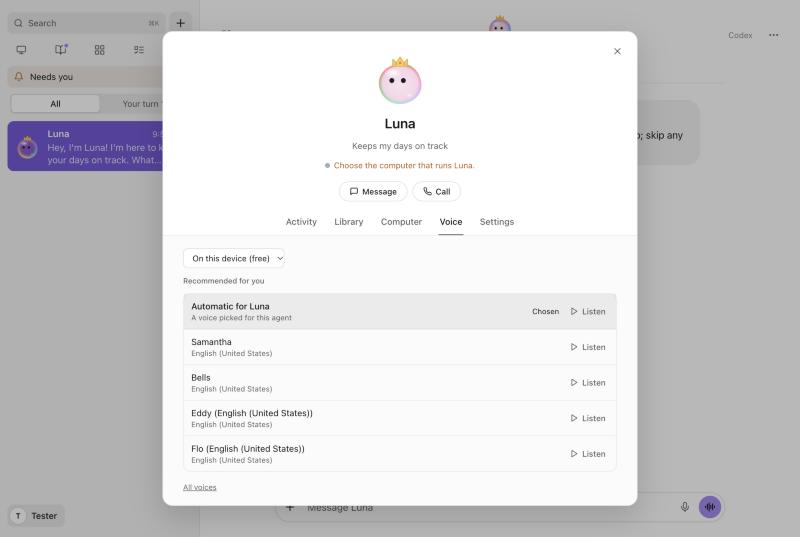 Search ⌘K
Codex
Needs you
All
Your turn
Luna
Hey, I'm Luna! I'm here to k
your days on track. What...
p; skip any
Luna
Keeps my days on track
Choose the computer that runs Luna.
Message
Call
Activity
Library
Computer
Voice
Settings
On this device (free)
Recommended for you
Automatic for Luna
A voice picked for this agent
Chosen
Listen
Samantha
English (United States)
Listen
Bells
English (United States)
Listen
Eddy (English (United States))
English (United States)
Listen
Flo (English (United States))
English (United States)
Listen
All voices
T Tester
Message Luna